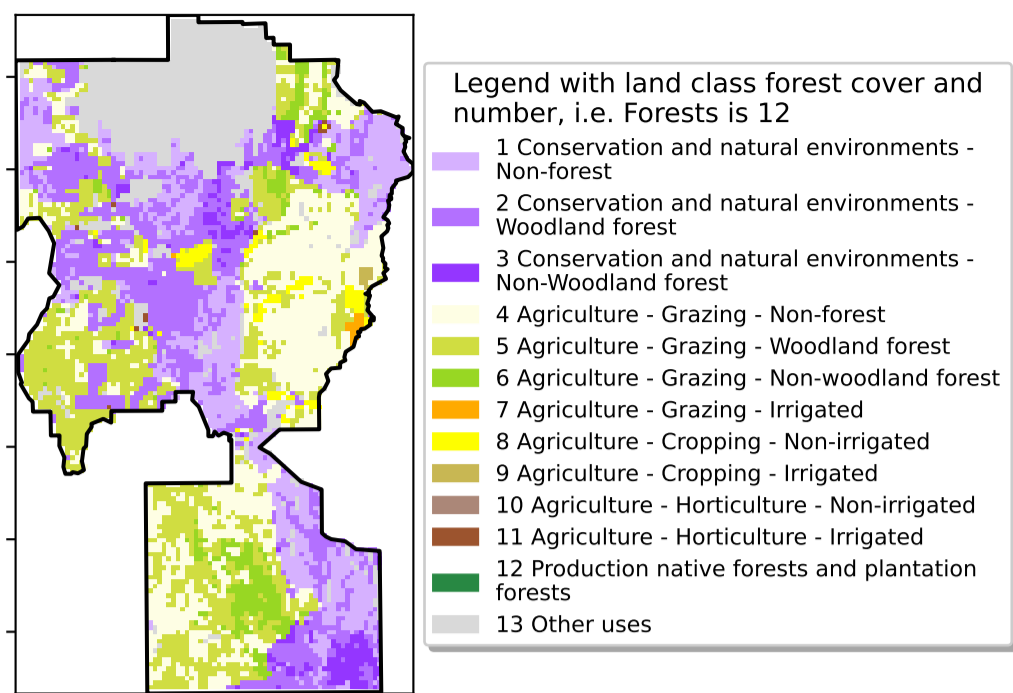 Legend with land class forest cover and
number, i.e. Forests is 12
1 Conservation and natural environments -
Non-forest
2 Conservation and natural environments -
Woodland forest
3 Conservation and natural environments -
Non-Woodland forest
4 Agriculture - Grazing - Non-forest
5 Agriculture - Grazing - Woodland forest
6 Agriculture - Grazing - Non-woodland forest
7 Agriculture - Grazing - Irrigated
8 Agriculture - Cropping - Non-irrigated
9 Agriculture - Cropping - Irrigated
10 Agriculture - Horticulture - Non-irrigated
11 Agriculture - Horticulture - Irrigated
12 Production native forests and plantation
forests
13 Other uses